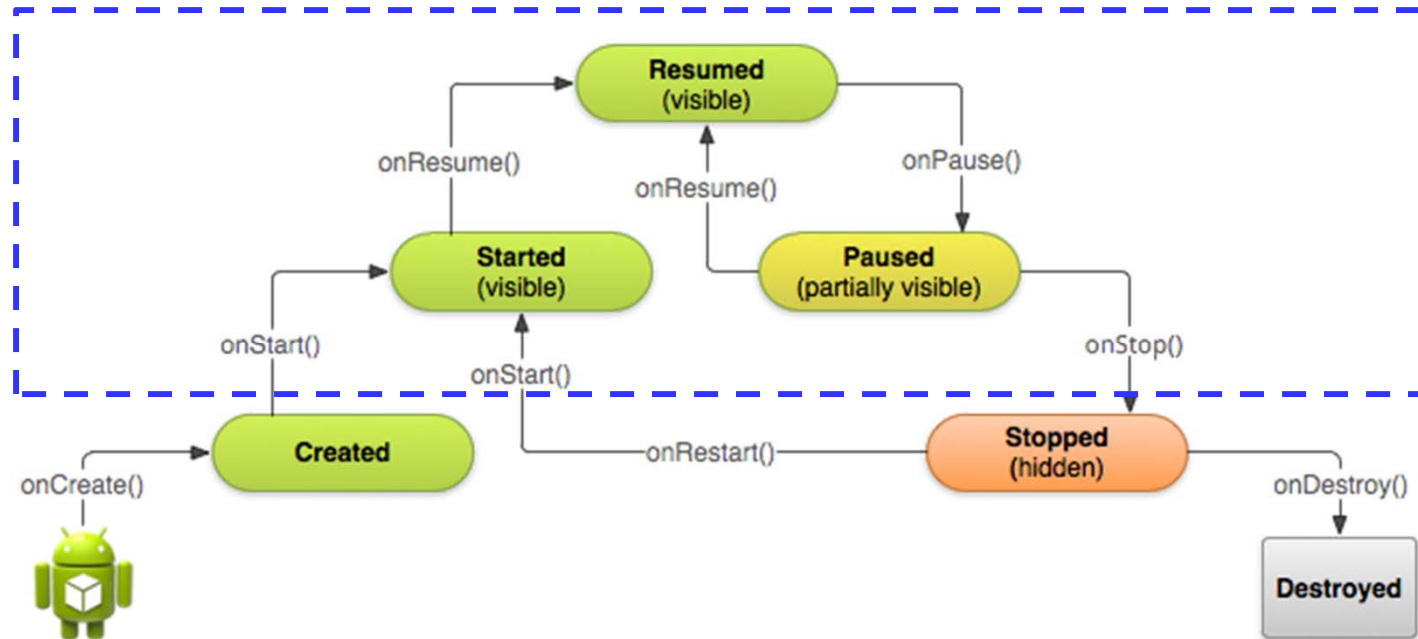 Resumed
(visible)
onResume()
onPause()
onResume()
Started
(visible)
Paused
(partially visible)
onStart()
onStop()
onStart()
Created
onRestart()
Stopped
(hidden)
onCreate()
onDestroy()
Destroyed